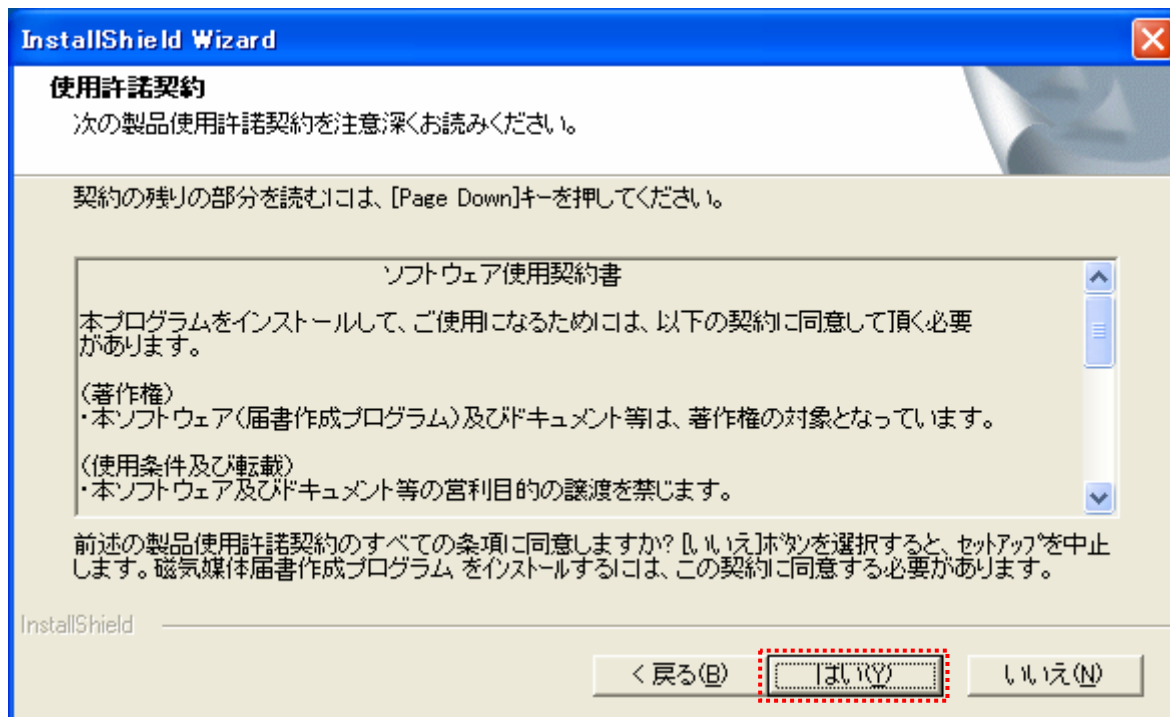 InstallShield Wizard
使用許諾契約
次の製品使用許諾契約を注意深くお読みください。
契約の残りの部分を読むには、[Page Down]キーを押してください。
ソフトウェア使用契約書
本プログラムをインストールして、ご使用になるためには、以下の契約に同意して頂く必要
があります。
(著作権)
・本ソフトウェア(届書作成プログラム)及びドキュメント等は、著作権の対象となっています。
(使用条件及び転載)
・本ソフトウェア及びドキュメント等の営利目的の譲渡を禁じます。
前述の製品使用許諾契約のすべての条項に同意しますか? [いいえ]ボタンを選択すると、セットアップを中止
します。磁気媒体届書作成プログラム をインストールするには、この契約に同意する必要があります。
InstallShield
< 戻る(B) はい(Y) いいえ(N)